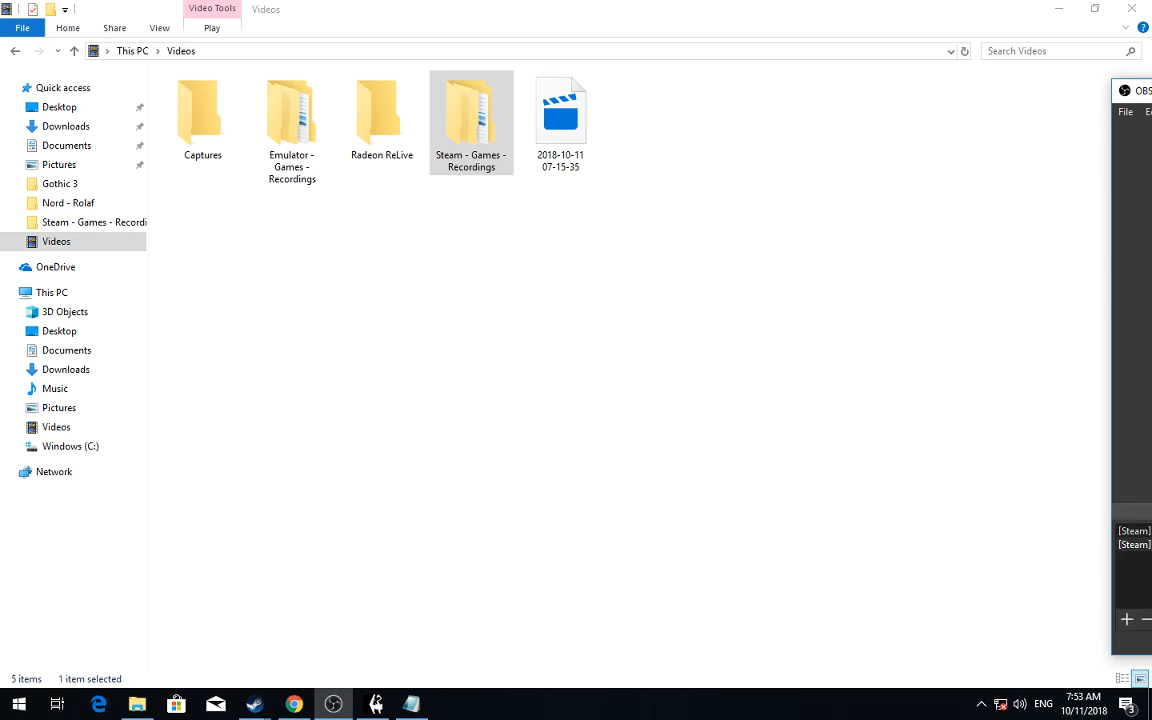 Video Tools
Videos
File
Home
Share
View
Play
This PC
Videos
Search Videos
Quick access
Desktop
Downloads
Documents
Pictures
Gothic 3
Nord - Rolaf
Steam - Games - Recordi
Videos
OneDrive
This PC
3D Objects
Desktop
Documents
Downloads
Music
Pictures
Videos
Windows (C:)
Network
Captures
Emulator -
Games -
Recordings
Radeon ReLive
Steam - Games -
Recordings
2018-10-11
07-15-35
OBS
File
E
[Steam]
[Steam]
5 items
1 item selected
ENG
7:53 AM
10/11/2018
3